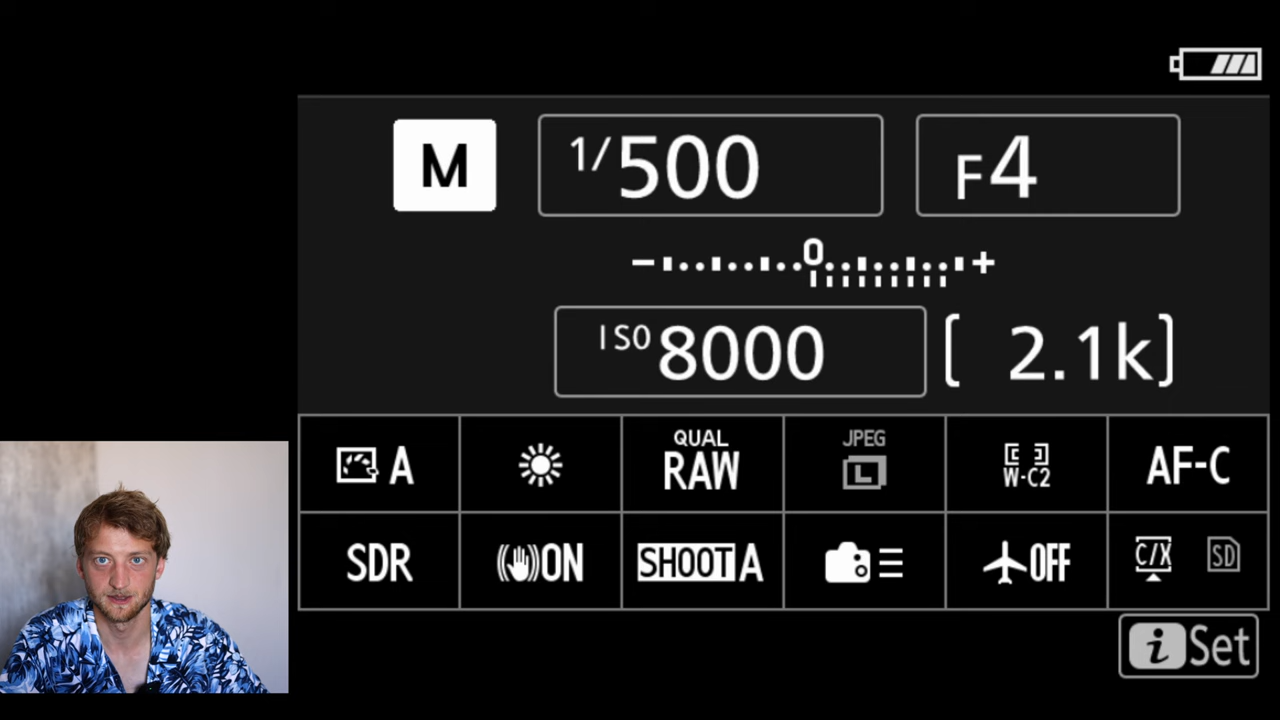 M 1/500 F4
- 0 +
ISO 8000 [ 2.1k]
A QUAL RAW JPEG L W-C2 AF-C
SDR ON SHOOT A OFF C/X SD
i Set